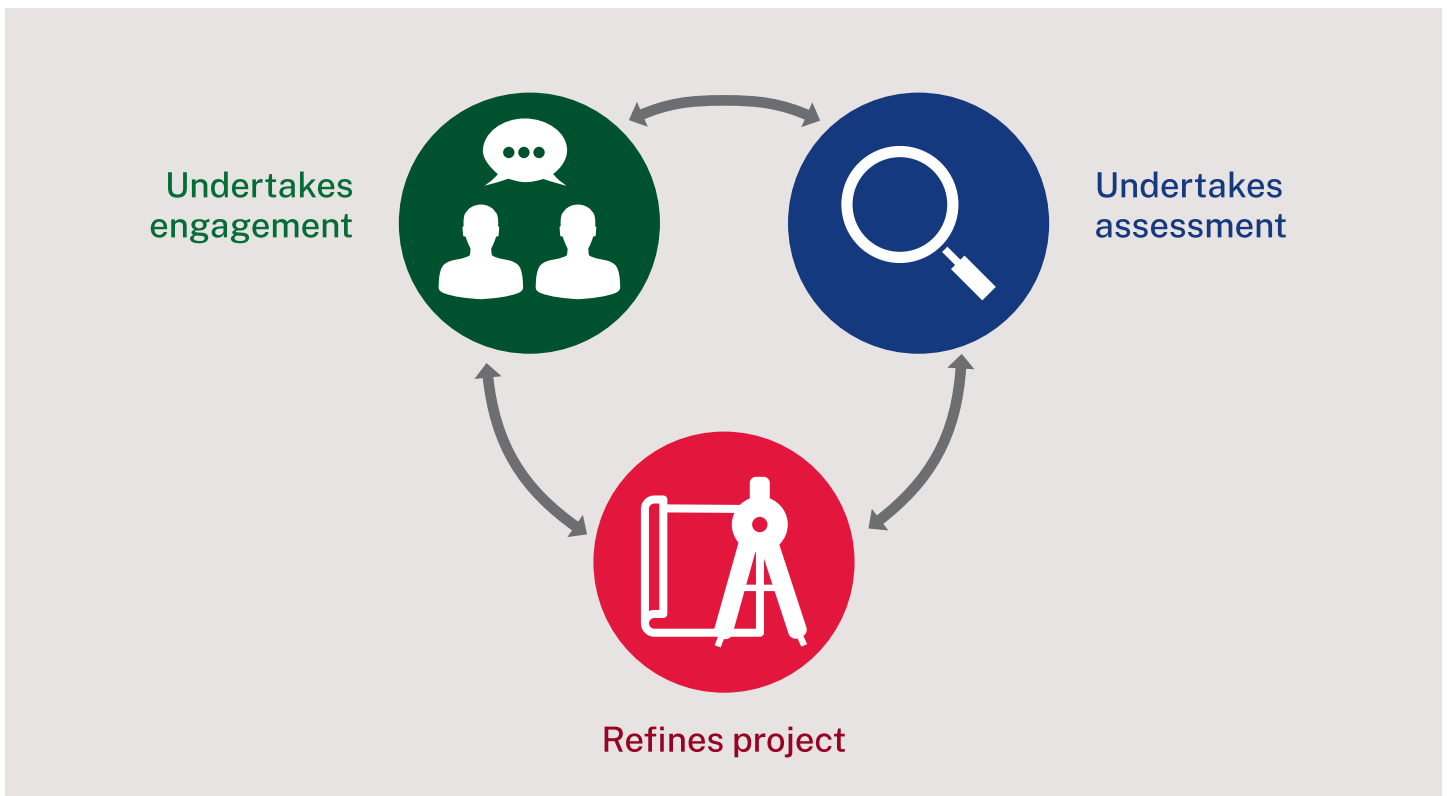 Undertakes
engagement
Undertakes
assessment
Refines project